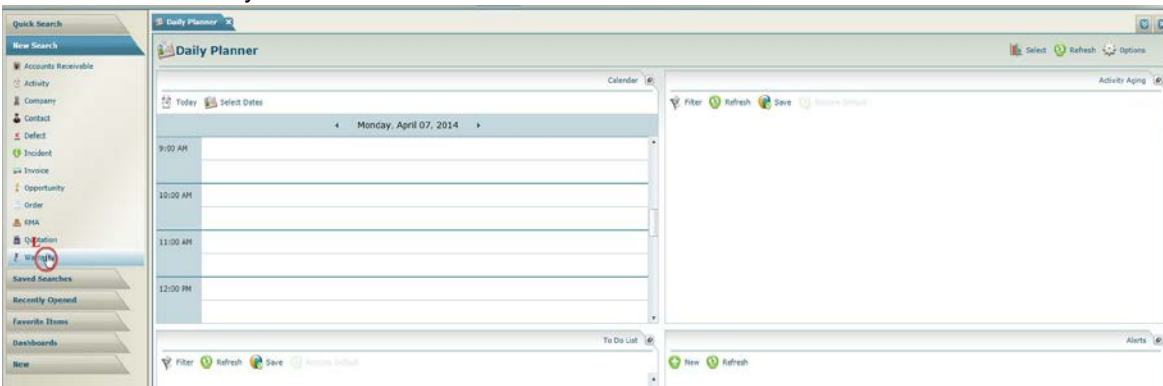 Quick Search
New Search
Accounts Receivable
Activity
Company
Contact
Defect
Incident
Invoice
Opportunity
Order
RMA
Quotation
Saved Searches
Recently Opened
Favorite Items
Dashboards
New
Daily Planner
Daily Planner
Select Refresh Options
Calender
Today Select Dates
Monday, April 07, 2014
9:00 AM
10:00 AM
11:00 AM
12:00 PM
Activity Aging
Filter Refresh Save Restore Default
To Do List
Filter Refresh Save Restore Default
Alerts
New Refresh